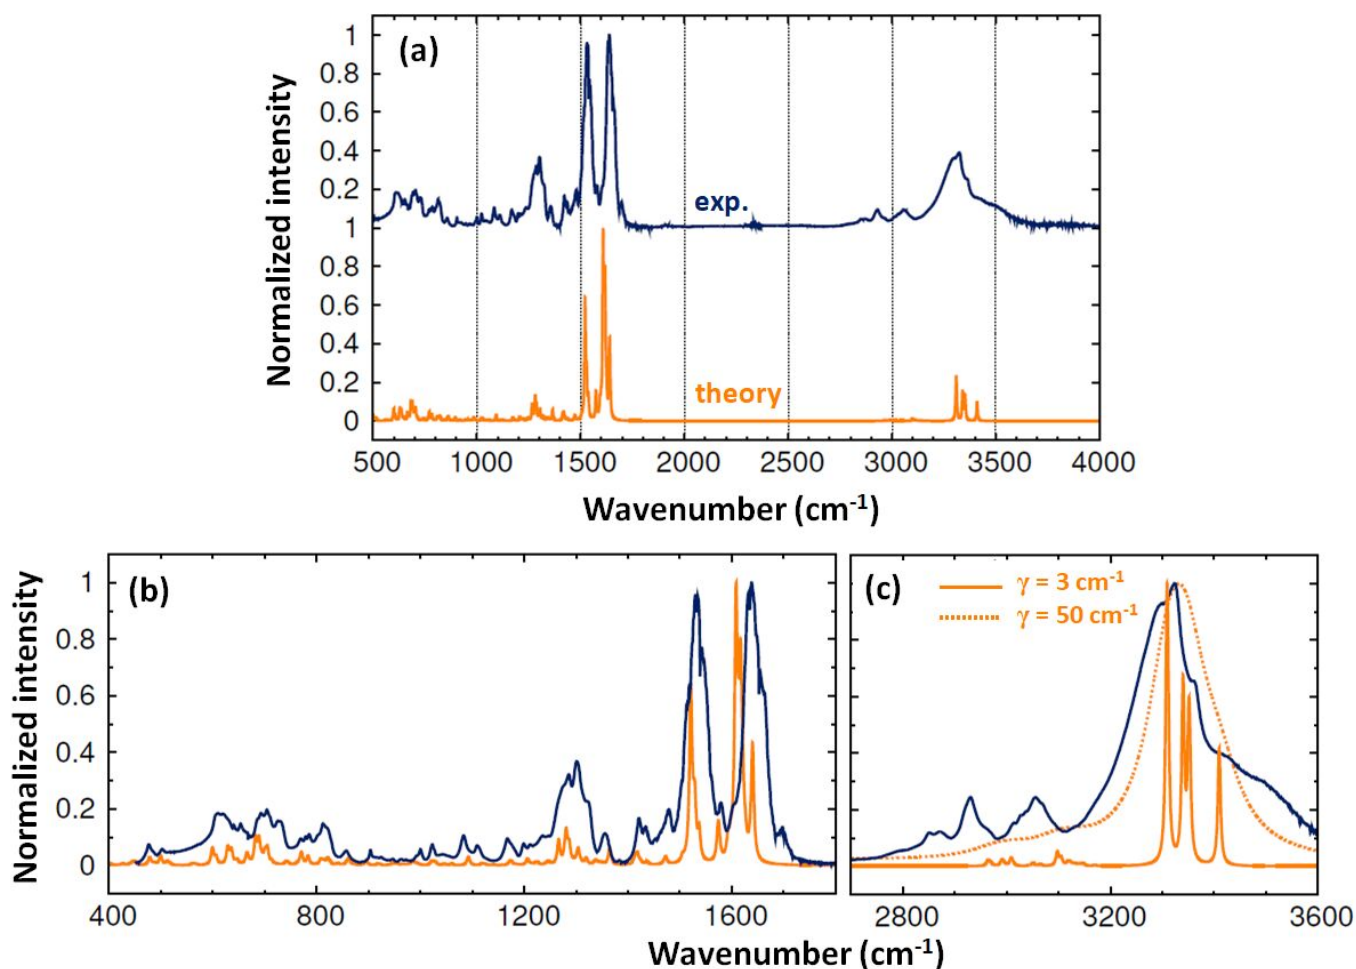 (a)
Normalized intensity
1
0.8
0.6
0.4
0.2
1
0.8
0.6
0.4
0.2
0
exp.
theory
500 1000 1500 2000 2500 3000 3500 4000
Wavenumber (cm-1)
(b)
Normalized intensity
1
0.8
0.6
0.4
0.2
0
400 800 1200 1600
(c)
γ = 3 cm-1
γ = 50 cm-1
2800 3200 3600
Wavenumber (cm-1)